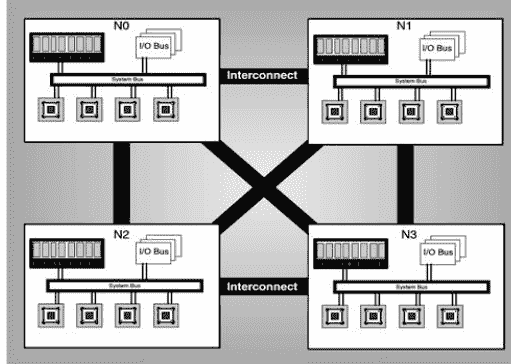 N0
I/O Bus
System Bus
N1
I/O Bus
System Bus
Interconnect
N2
I/O Bus
System Bus
N3
I/O Bus
System Bus
Interconnect